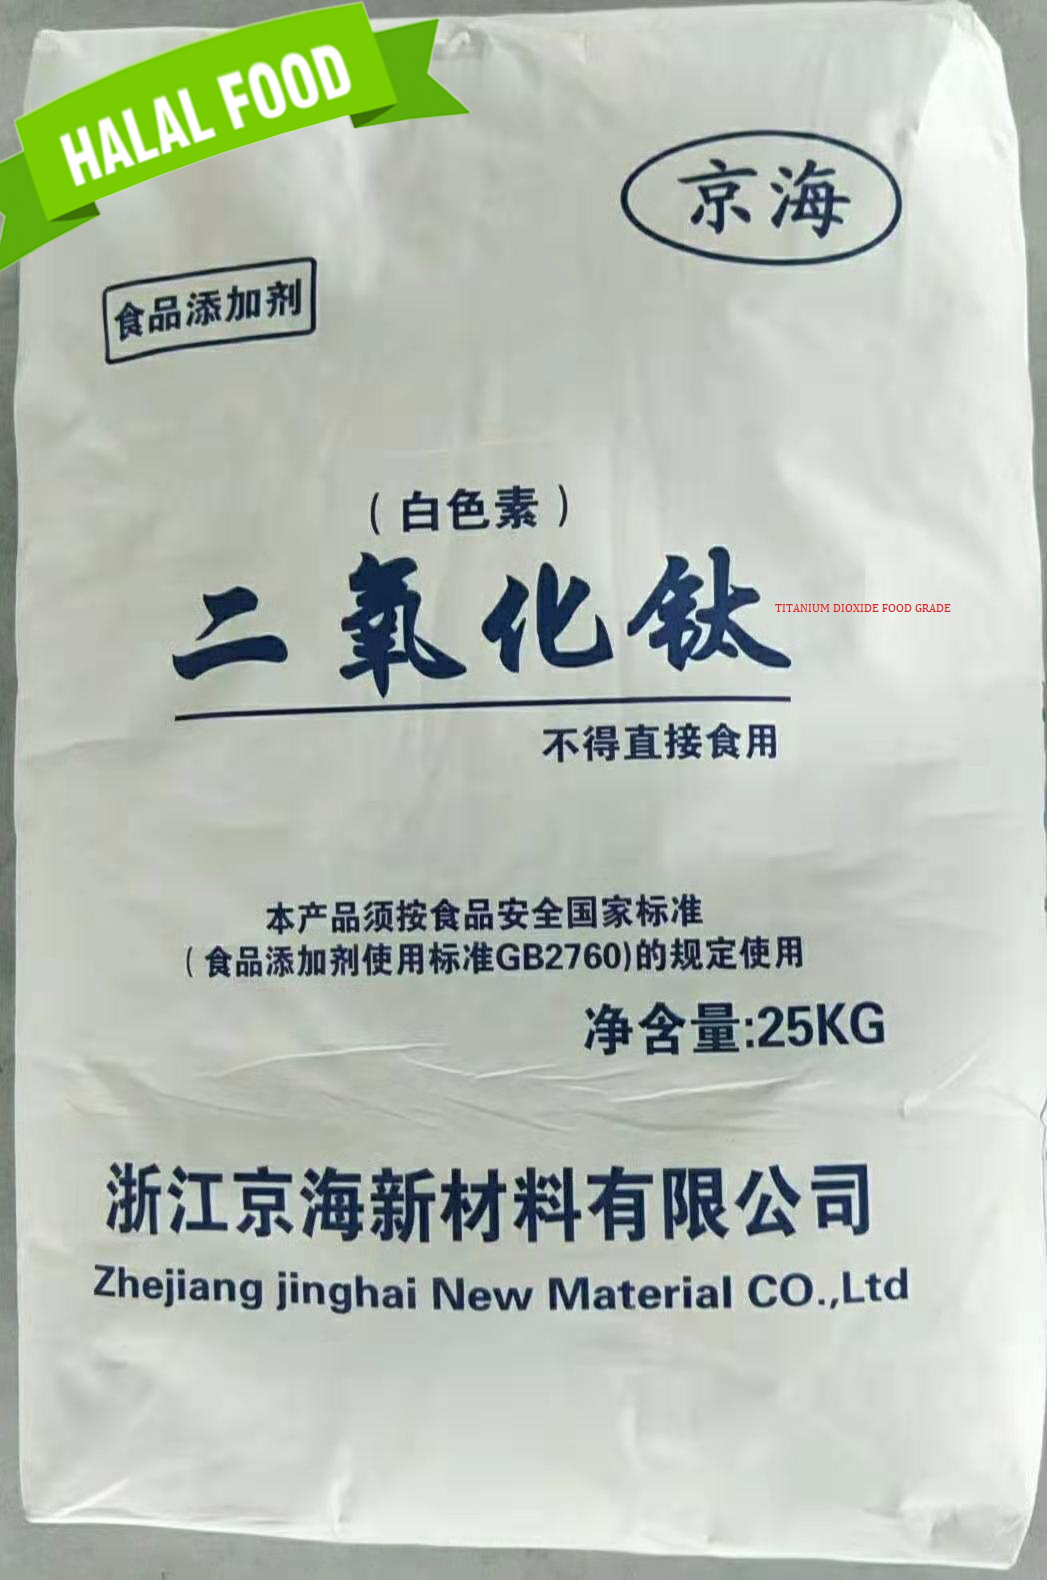 HALAL FOOD
京海
食品添加剂
（白色素）
二氧化钛
TITANIUM DIOXIDE FOOD GRADE
不得直接食用
本产品须按食品安全国家标准
（食品添加剂使用标准GB2760)的规定使用
净含量:25KG
浙江京海新材料有限公司
Zhejiang jinghai New Material CO.,Ltd